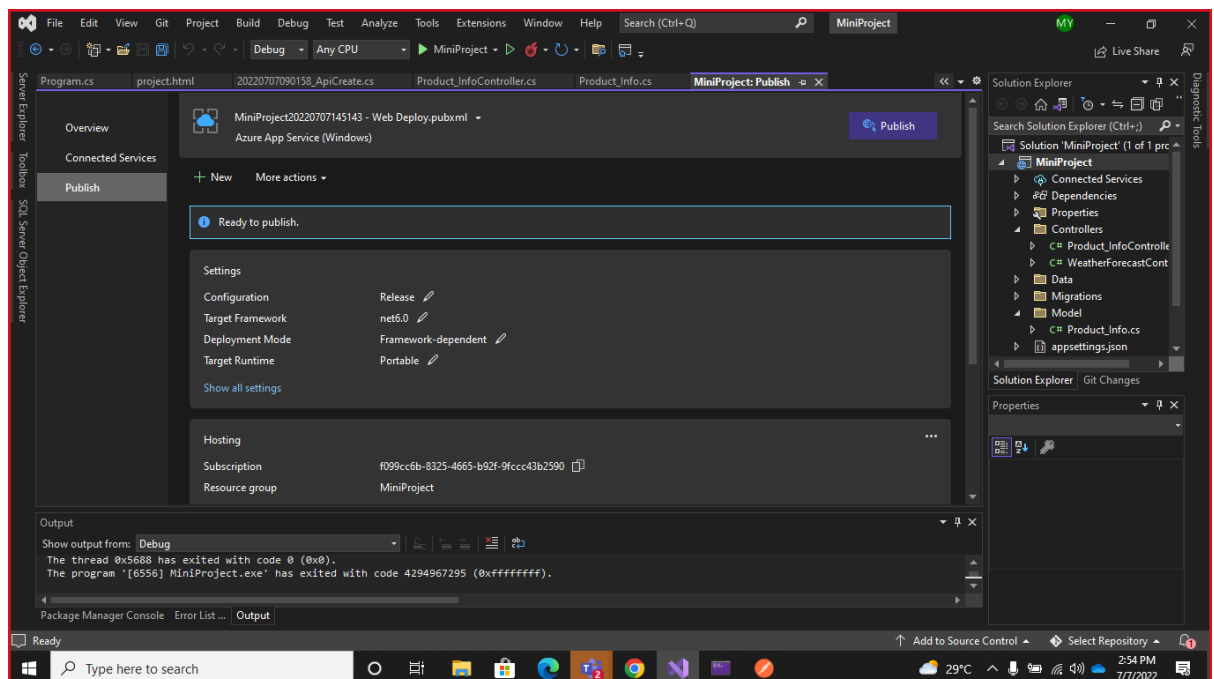 File Edit View Git Project Build Debug Test Analyze Tools Extensions Window Help Search (Ctrl+Q) MiniProject MY
Debug Any CPU MiniProject Live Share
Program.cs project.html 20220707090158_ApiCreate.cs Product_InfoController.cs Product_Info.cs MiniProject: Publish
Server Explorer
Toolbox
SQL Server Object Explorer
Overview
Connected Services
Publish
MiniProject20220707145143 - Web Deploy.pubxml
Azure App Service (Windows)
Publish
New More actions
Ready to publish.
Settings
Configuration Release
Target Framework net6.0
Deployment Mode Framework-dependent
Target Runtime Portable
Show all settings
Hosting
Subscription f099cc6b-8325-4665-b92f-9fccc43b2590
Resource group MiniProject
Solution Explorer
Search Solution Explorer (Ctrl+;)
Solution 'MiniProject' (1 of 1 prc
MiniProject
Connected Services
Dependencies
Properties
Controllers
C# Product_InfoControlle
C# WeatherForecastCont
Data
Migrations
Model
C# Product_Info.cs
appsettings.json
Solution Explorer Git Changes
Diagnostic Tools
Properties
Output
Show output from: Debug
The thread 0x5688 has exited with code 0 (0x0).
The program '[6556] MiniProject.exe' has exited with code 4294967295 (0xffffffff).
Package Manager Console Error List ... Output
Ready Add to Source Control Select Repository 1
Type here to search 2 29°C 2:54 PM
7/7/2022